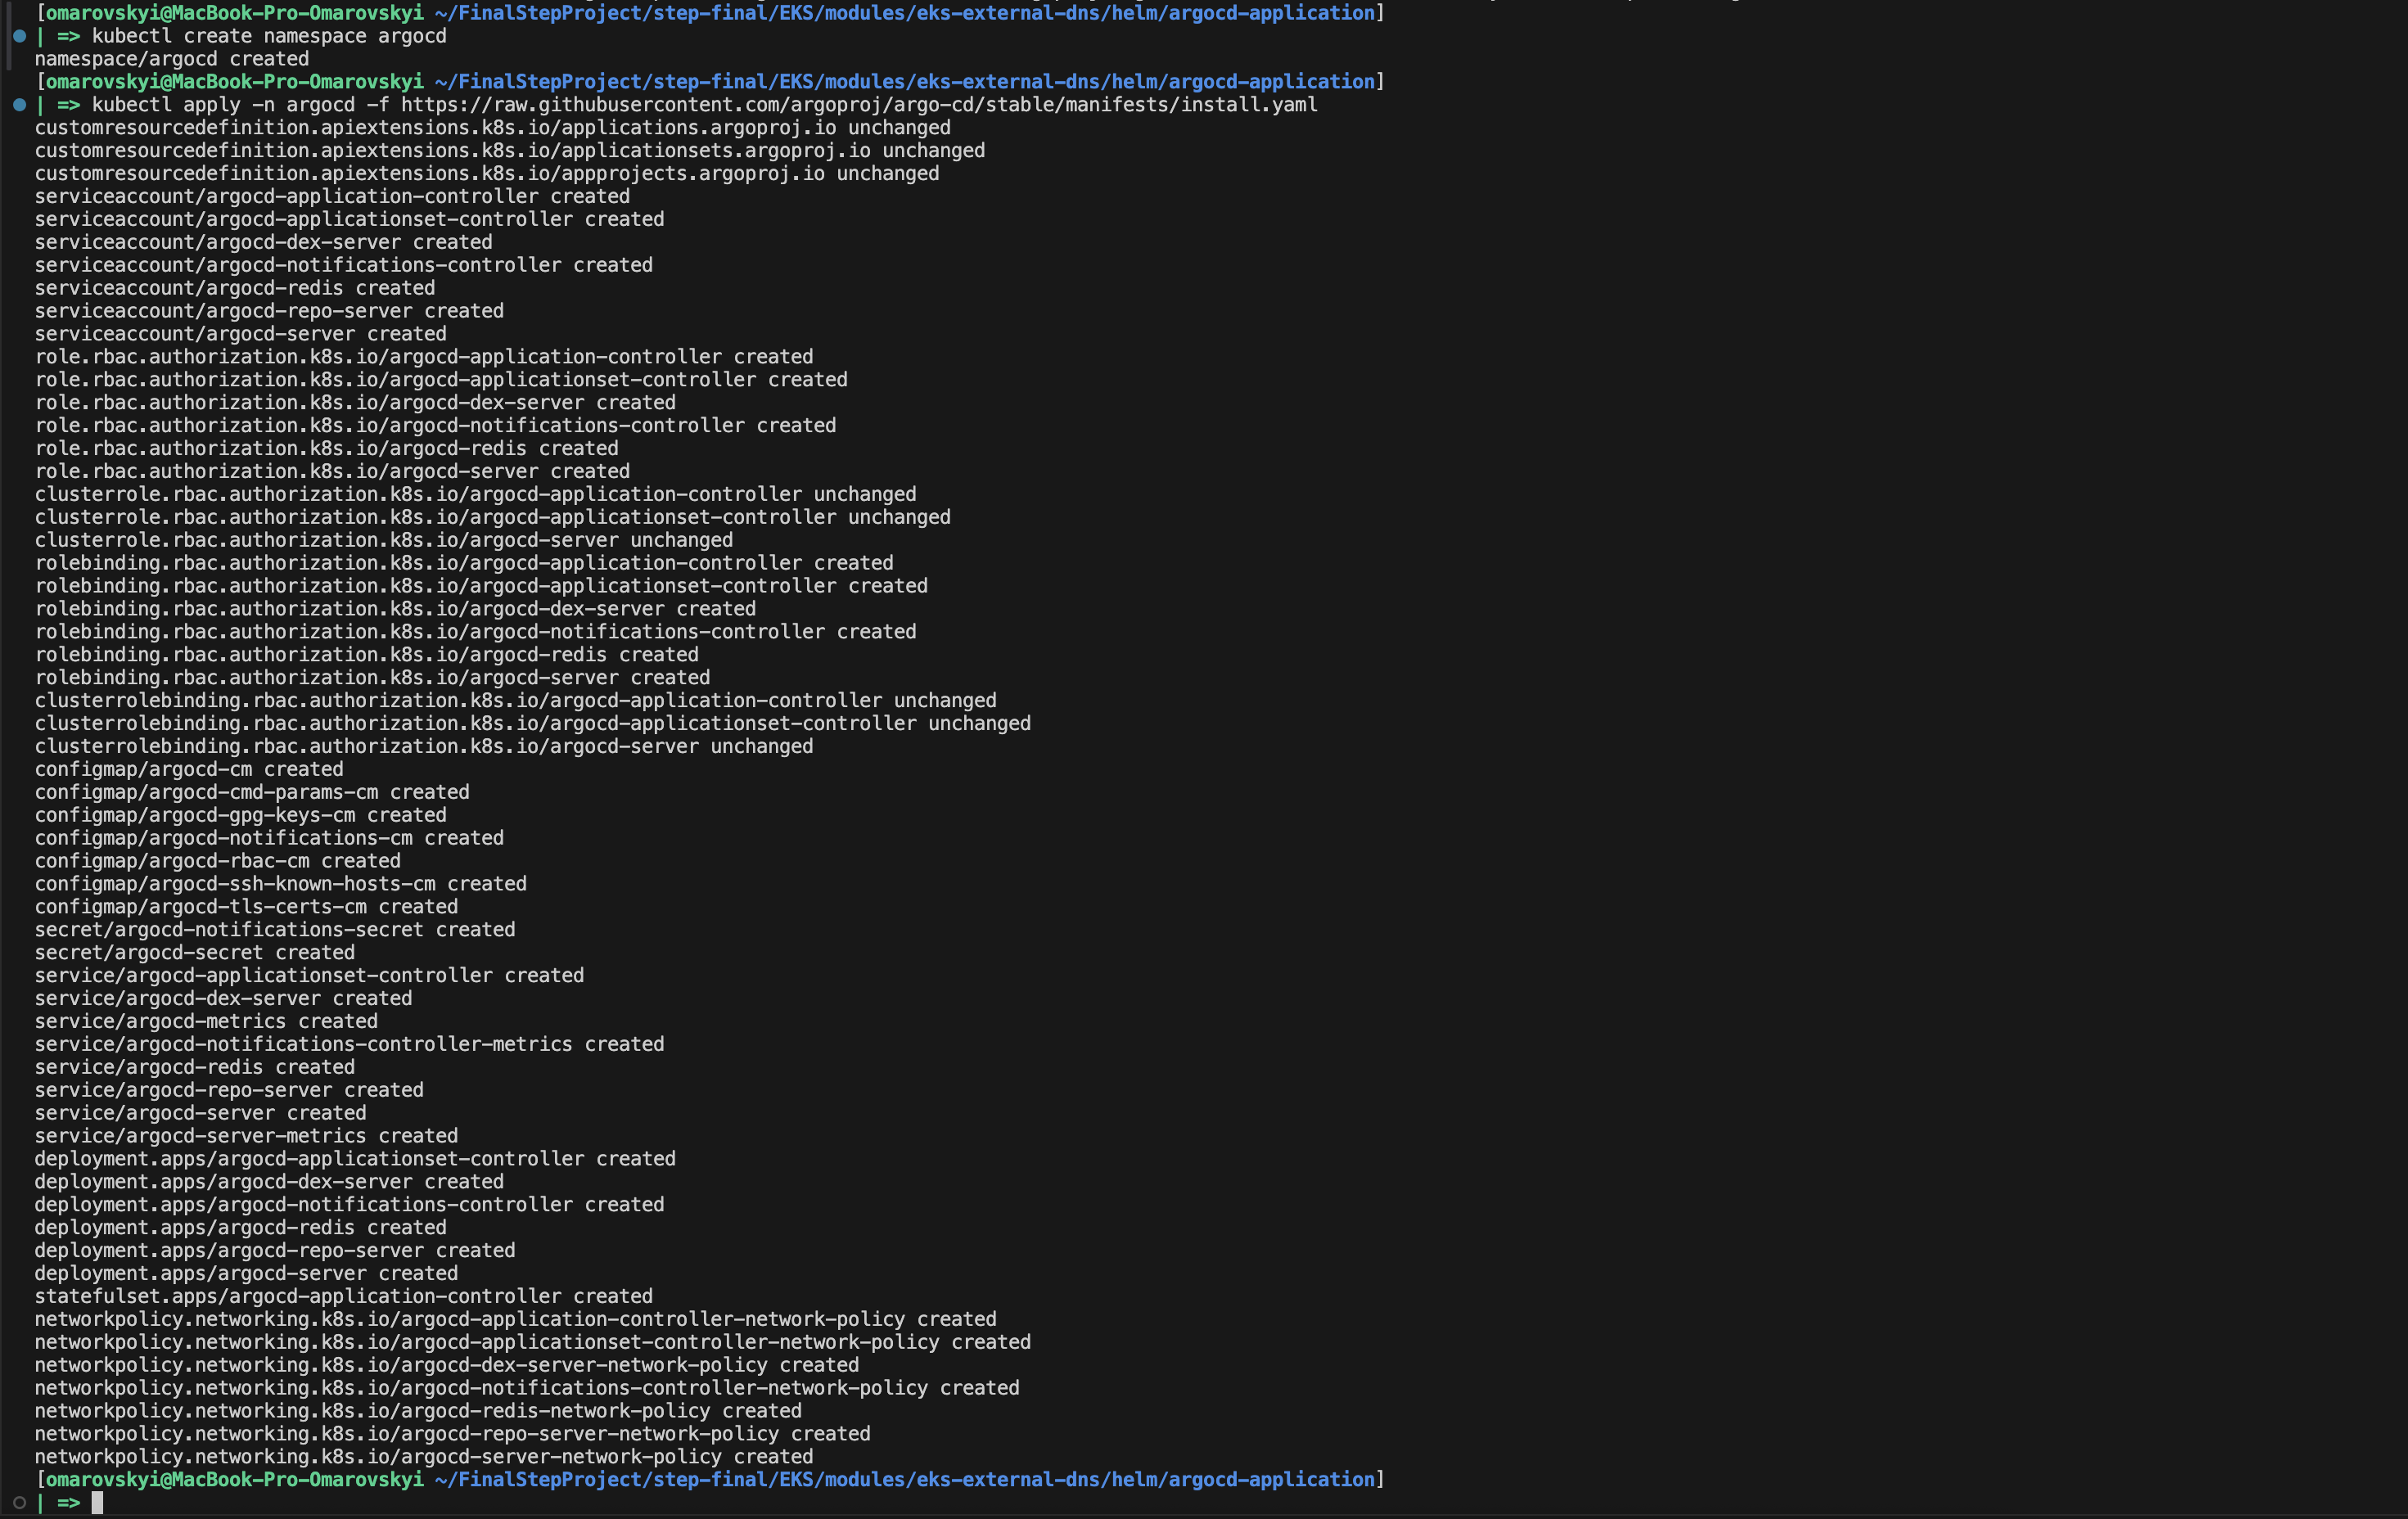 [omarovskyi@MacBook-Pro-Omarovskyi ~/FinalStepProject/step-final/EKS/modules/eks-external-dns/helm/argocd-application]
| => kubectl create namespace argocd
namespace/argocd created
[omarovskyi@MacBook-Pro-Omarovskyi ~/FinalStepProject/step-final/EKS/modules/eks-external-dns/helm/argocd-application]
| => kubectl apply -n argocd -f https://raw.githubusercontent.com/argoproj/argo-cd/stable/manifests/install.yaml
customresourcedefinition.apiextensions.k8s.io/applications.argoproj.io unchanged
customresourcedefinition.apiextensions.k8s.io/applicationsets.argoproj.io unchanged
customresourcedefinition.apiextensions.k8s.io/appprojects.argoproj.io unchanged
serviceaccount/argocd-application-controller created
serviceaccount/argocd-applicationset-controller created
serviceaccount/argocd-dex-server created
serviceaccount/argocd-notifications-controller created
serviceaccount/argocd-redis created
serviceaccount/argocd-repo-server created
serviceaccount/argocd-server created
role.rbac.authorization.k8s.io/argocd-application-controller created
role.rbac.authorization.k8s.io/argocd-applicationset-controller created
role.rbac.authorization.k8s.io/argocd-dex-server created
role.rbac.authorization.k8s.io/argocd-notifications-controller created
role.rbac.authorization.k8s.io/argocd-redis created
role.rbac.authorization.k8s.io/argocd-server created
clusterrole.rbac.authorization.k8s.io/argocd-application-controller unchanged
clusterrole.rbac.authorization.k8s.io/argocd-applicationset-controller unchanged
clusterrole.rbac.authorization.k8s.io/argocd-server unchanged
rolebinding.rbac.authorization.k8s.io/argocd-application-controller created
rolebinding.rbac.authorization.k8s.io/argocd-applicationset-controller created
rolebinding.rbac.authorization.k8s.io/argocd-dex-server created
rolebinding.rbac.authorization.k8s.io/argocd-notifications-controller created
rolebinding.rbac.authorization.k8s.io/argocd-redis created
rolebinding.rbac.authorization.k8s.io/argocd-server created
clusterrolebinding.rbac.authorization.k8s.io/argocd-application-controller unchanged
clusterrolebinding.rbac.authorization.k8s.io/argocd-applicationset-controller unchanged
clusterrolebinding.rbac.authorization.k8s.io/argocd-server unchanged
configmap/argocd-cm created
configmap/argocd-cmd-params-cm created
configmap/argocd-gpg-keys-cm created
configmap/argocd-notifications-cm created
configmap/argocd-rbac-cm created
configmap/argocd-ssh-known-hosts-cm created
configmap/argocd-tls-certs-cm created
secret/argocd-notifications-secret created
secret/argocd-secret created
service/argocd-applicationset-controller created
service/argocd-dex-server created
service/argocd-metrics created
service/argocd-notifications-controller-metrics created
service/argocd-redis created
service/argocd-repo-server created
service/argocd-server created
service/argocd-server-metrics created
deployment.apps/argocd-applicationset-controller created
deployment.apps/argocd-dex-server created
deployment.apps/argocd-notifications-controller created
deployment.apps/argocd-redis created
deployment.apps/argocd-repo-server created
deployment.apps/argocd-server created
statefulset.apps/argocd-application-controller created
networkpolicy.networking.k8s.io/argocd-application-controller-network-policy created
networkpolicy.networking.k8s.io/argocd-applicationset-controller-network-policy created
networkpolicy.networking.k8s.io/argocd-dex-server-network-policy created
networkpolicy.networking.k8s.io/argocd-notifications-controller-network-policy created
networkpolicy.networking.k8s.io/argocd-redis-network-policy created
networkpolicy.networking.k8s.io/argocd-repo-server-network-policy created
networkpolicy.networking.k8s.io/argocd-server-network-policy created
[omarovskyi@MacBook-Pro-Omarovskyi ~/FinalStepProject/step-final/EKS/modules/eks-external-dns/helm/argocd-application]
| =>